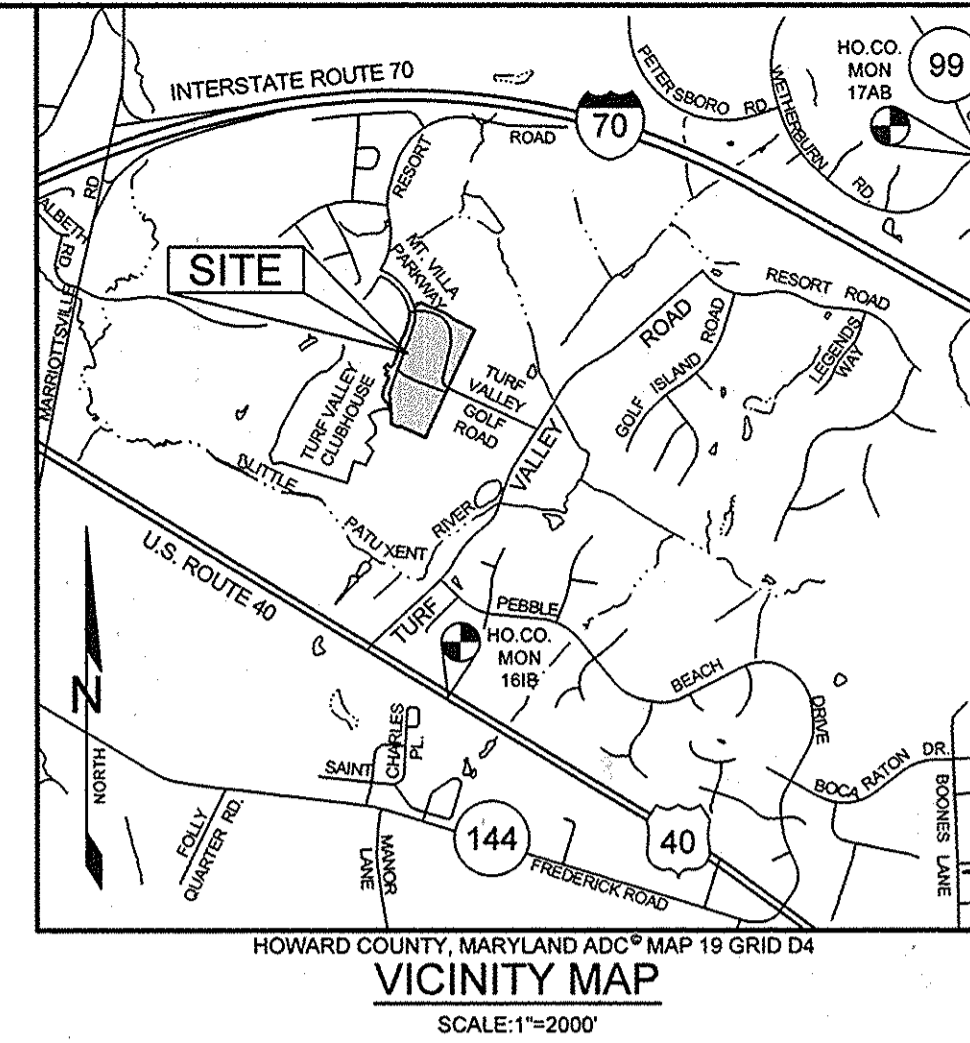 INTERSTATE ROUTE 70
70
PETERSBORO RD
WETHERBURN RD.
HO.CO.
MON
17AB
99
RESORT
ROAD
ALBETH RD
MARRIOTTSVILLE RD
SITE
MT. VILLA
PARKWAY
TURF VALLEY
CLUBHOUSE
TURF
VALLEY
GOLF
ROAD
TURF VALLEY ROAD
GOLF ISLAND ROAD
RESORT ROAD
LEGENDS
WAY
LITTLE PATUXENT RIVER
U.S. ROUTE 40
HO.CO.
MON
16IB
PEBBLE BEACH DRIVE
N
NORTH
SAINT CHARLES
PL.
FOLLY
QUARTER RD.
MANOR
LANE
144
FREDERICK ROAD
40
BOCA RATON DR.
BOONES LANE
HOWARD COUNTY, MARYLAND ADC® MAP 19 GRID D4
VICINITY MAP
SCALE:1"=2000'